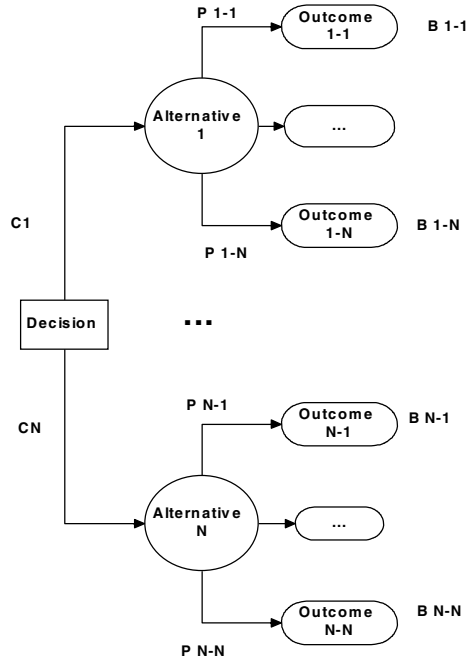 P 1-1
Outcome
1-1
B 1-1
Alternative
1
...
C1
Outcome
1-N
B 1-N
P 1-N
Decision
...
CN
P N-1
Outcome
N-1
B N-1
Alternative
N
...
Outcome
N-N
B N-N
P N-N